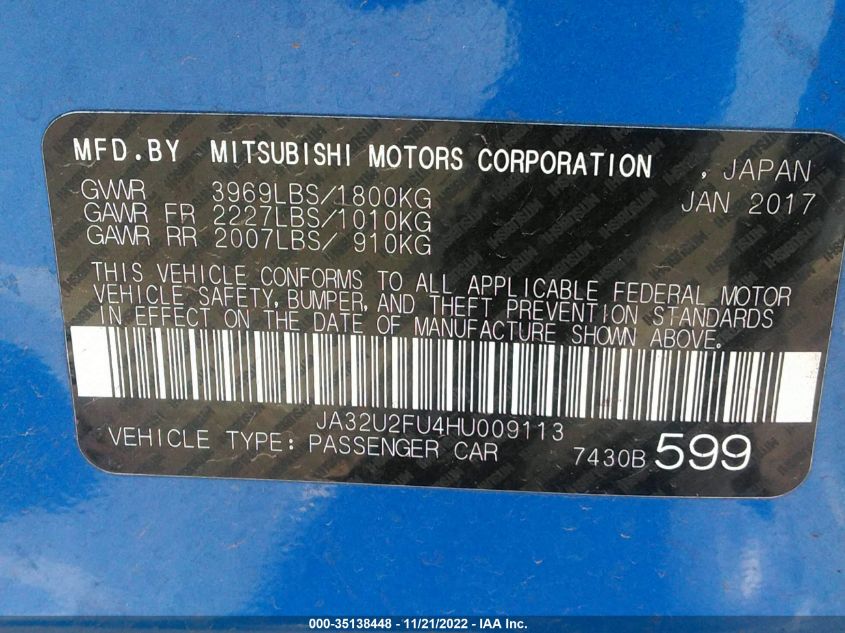 MFD.BY MITSUBISHI MOTORS CORPORATION , JAPAN
GVWR 3969LBS/1800KG JAN 2017
GAWR FR 2227LBS/1010KG
GAWR RR 2007LBS/ 910KG
THIS VEHICLE CONFORMS TO ALL APPLICABLE FEDERAL MOTOR
VEHICLE SAFETY, BUMPER, AND THEFT PREVENTION STANDARDS
IN EFFECT ON THE DATE OF MANUFACTURE SHOWN ABOVE.
JA32U2FU4HU009113
VEHICLE TYPE: PASSENGER CAR 7430B 599
000-35138448 - 11/21/2022 - IAA Inc.